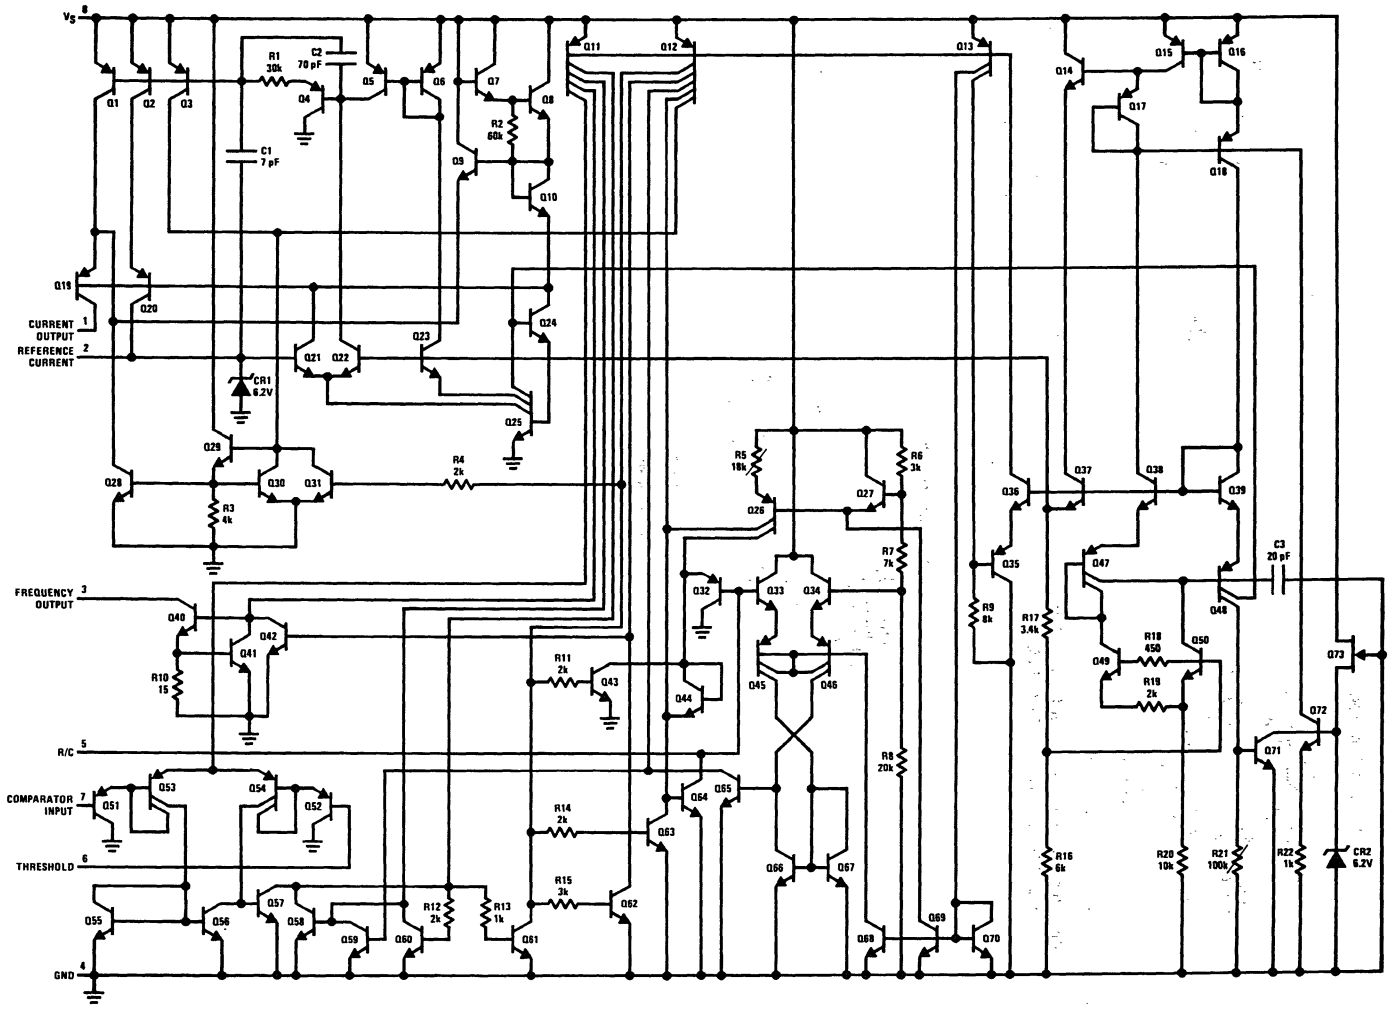 VS 8
Q1
Q2
Q3
R1
30k
C2
70 pF
Q4
Q5
Q6
Q7
Q8
R2
60k
Q9
Q10
Q11
Q12
Q13
Q14
Q15
Q16
Q17
Q18
C1
7 pF
Q19
Q20
CURRENT
OUTPUT 1
REFERENCE
CURRENT 2
CR1
6.2V
Q21
Q22
Q23
Q24
Q25
Q28
Q29
Q30
Q31
R3
4k
R4
2k
R5
18k
R6
3k
Q26
Q27
R7
7k
Q36
Q37
Q38
Q39
Q35
Q47
C3
20 pF
Q48
FREQUENCY
OUTPUT 3
Q40
Q41
Q42
R10
15
Q32
Q33
Q34
R9
8k
R17
3.4k
R18
450
Q49
Q50
R19
2k
Q73
R11
2k
Q43
Q44
Q45
Q46
R/C 5
R8
20k
Q72
Q71
COMPARATOR
INPUT 7
Q51
Q53
Q54
Q52
THRESHOLD 6
R14
2k
Q63
Q64
Q65
Q66
Q67
R16
6k
R20
10k
R21
100k
R22
1k
CR2
6.2V
Q55
Q56
Q57
Q58
Q59
Q60
R12
2k
R13
1k
Q61
R15
3k
Q62
Q68
Q69
Q70
GND 4